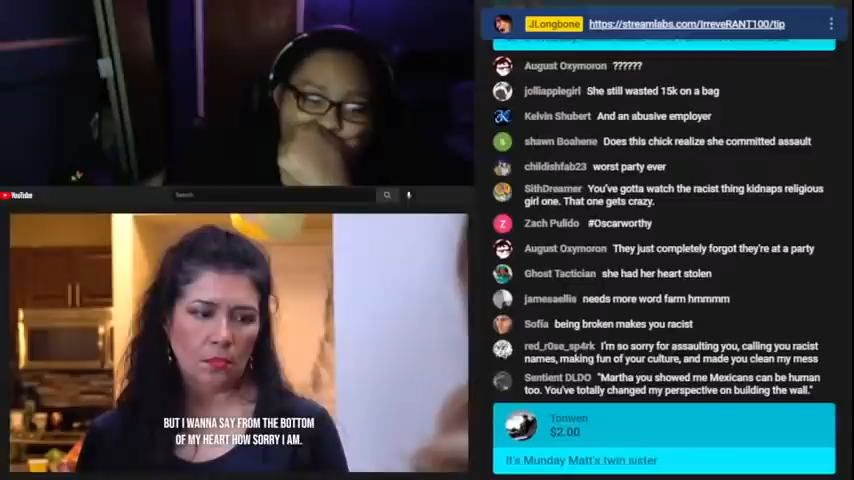 JLongbone https://streamlabs.com/IrreveRANT100/tip
August Oxymoron ??????
jolliapplegirl She still wasted 15k on a bag
Kelvin Shubert And an abusive employer
shawn Boahene Does this chick realize she committed assault
childishfab23 worst party ever
SithDreamer You've gotta watch the racist thing kidnaps religious
girl one. That one gets crazy.
Zach Pulido #Oscarworthy
August Oxymoron They just completely forgot they're at a party
Ghost Tactician she had her heart stolen
jamesaellis needs more word farm hmmmm
Sofía being broken makes you racist
red_r0se_sp4rk I'm so sorry for assaulting you, calling you racist
names, making fun of your culture, and made you clean my mess
Sentient DLDO "Martha you showed me Mexicans can be human
too. You've totally changed my perspective on building the wall."
Tonwen
$2.00
It's Munday Matt's twin sister
YouTube
Search
BUT I WANNA SAY FROM THE BOTTOM
OF MY HEART HOW SORRY I AM.